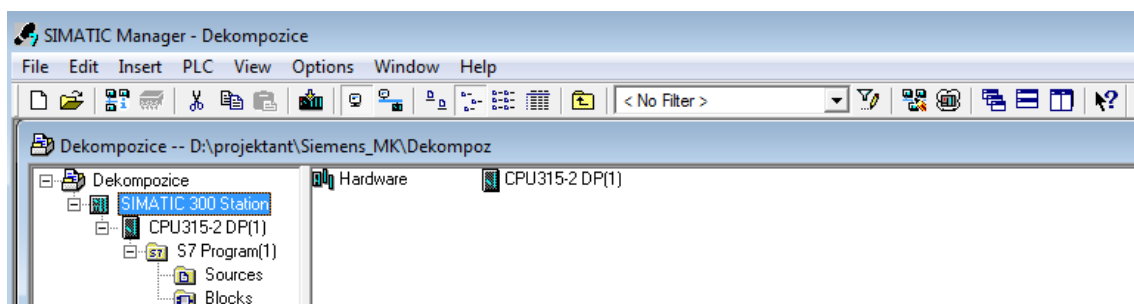 SIMATIC Manager - Dekompozice
File Edit Insert PLC View Options Window Help
< No Filter >
Dekompozice -- D:\projektant\Siemens_MK\Dekompoz
Dekompozice
Hardware CPU315-2 DP(1)
SIMATIC 300 Station
CPU315-2 DP(1)
S7 Program(1)
Sources
Blocks